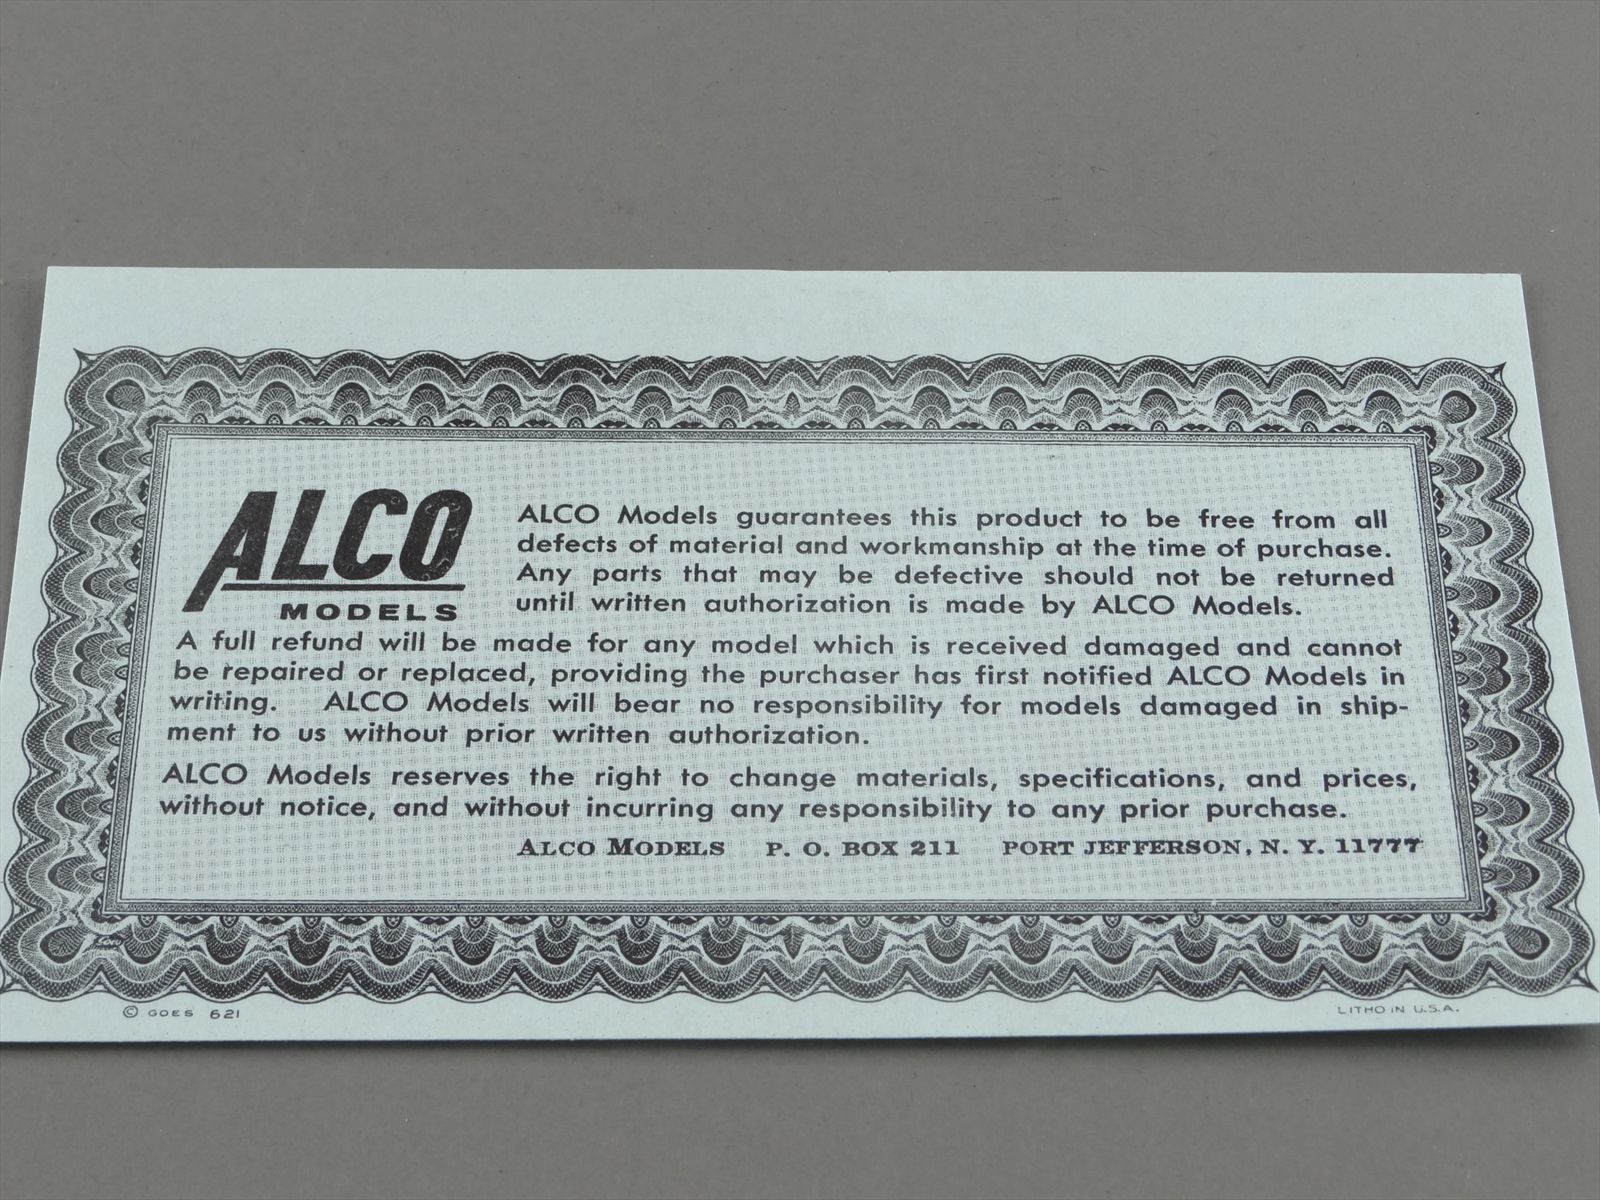 ALCO
MODELS
ALCO Models guarantees this product to be free from all
defects of material and workmanship at the time of purchase.
Any parts that may be defective should not be returned
until written authorization is made by ALCO Models.
A full refund will be made for any model which is received damaged and cannot
be repaired or replaced, providing the purchaser has first notified ALCO Models in
writing. ALCO Models will bear no responsibility for models damaged in ship-
ment to us without prior written authorization.
ALCO Models reserves the right to change materials, specifications, and prices,
without notice, and without incurring any responsibility to any prior purchase.
ALCO MODELS P. O. BOX 211 PORT JEFFERSON, N. Y. 11777
© GOES 621
LITHO IN U.S.A.